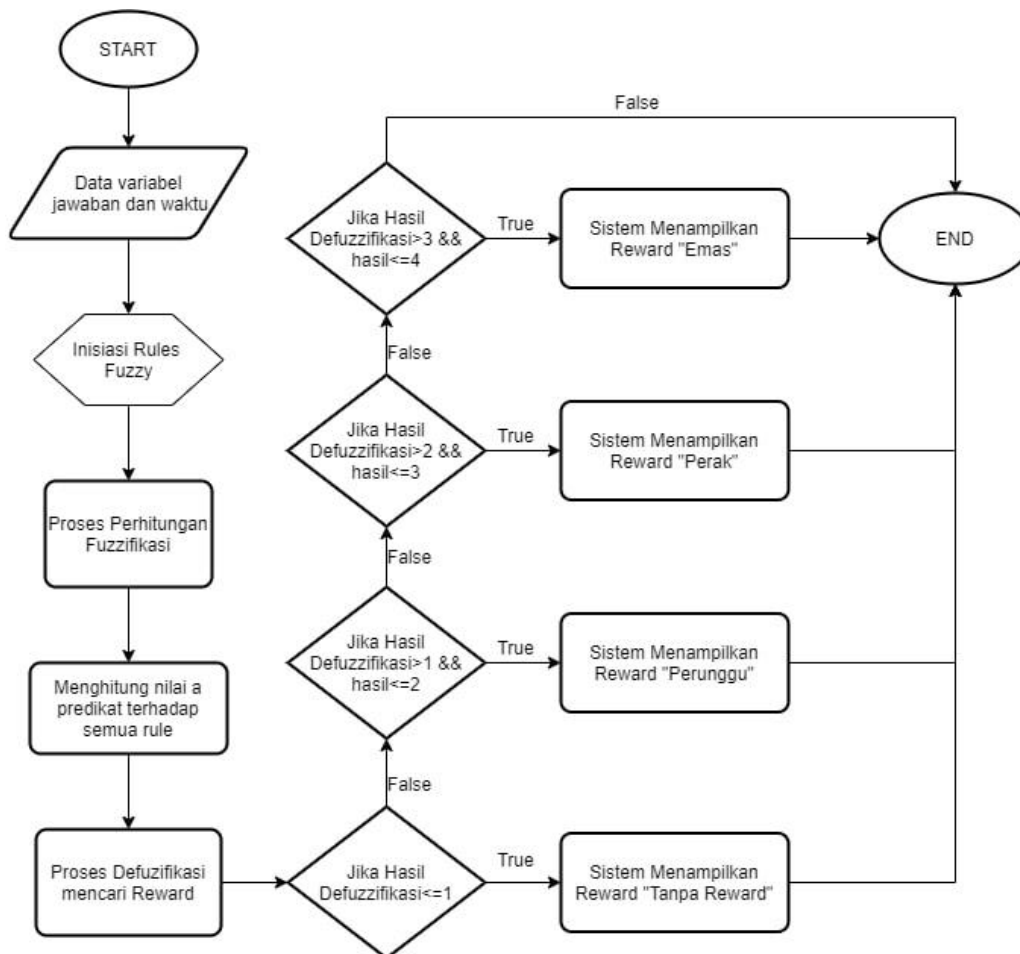 START
Data variabel
jawaban dan waktu
Inisiasi Rules
Fuzzy
Proses Perhitungan
Fuzzifikasi
Menghitung nilai a
predikat terhadap
semua rule
Proses Defuzifikasi
mencari Reward
Jika Hasil
Defuzzifikasi<=1
True
Sistem Menampilkan
Reward "Tanpa Reward"
False
Jika Hasil
Defuzzifikasi>1 &&
hasil<=2
True
Sistem Menampilkan
Reward "Perunggu"
False
Jika Hasil
Defuzzifikasi>2 &&
hasil<=3
True
Sistem Menampilkan
Reward "Perak"
False
Jika Hasil
Defuzzifikasi>3 &&
hasil<=4
True
Sistem Menampilkan
Reward "Emas"
False
END